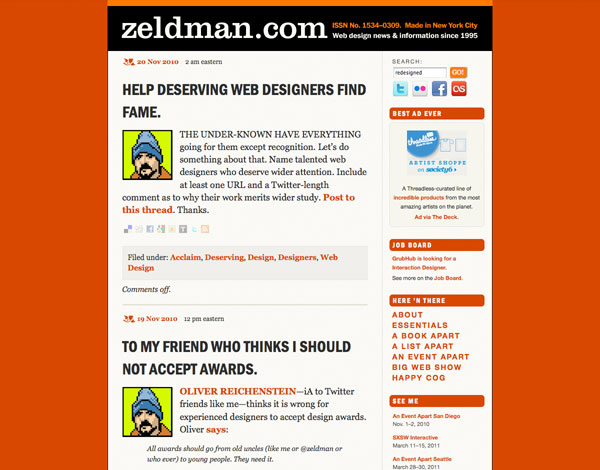 zeldman.com
ISSN No. 1534–0309. Made in New York City
Web design news & information since 1995
20 Nov 2010 2 am eastern
HELP DESERVING WEB DESIGNERS FIND
FAME.
THE UNDER-KNOWN HAVE EVERYTHING
going for them except recognition. Let's do
something about that. Name talented web
designers who deserve wider attention. Include
at least one URL and a Twitter-length
comment as to why their work merits wider study. Post to
this thread. Thanks.
Filed under: Acclaim, Deserving, Design, Designers, Web
Design
Comments off.
19 Nov 2010 12 pm eastern
TO MY FRIEND WHO THINKS I SHOULD
NOT ACCEPT AWARDS.
OLIVER REICHENSTEIN—iA to Twitter
friends like me—thinks it is wrong for
experienced designers to accept design awards.
Oliver says:
All awards should go from old uncles (like me or @zeldman or
who ever) to young people. They need it.
SEARCH:
redesigned
GO!
BEST AD EVER
threadless
ARTIST SHOPPE
on society6
A Threadless-curated line of
incredible products from the most
amazing artists on the planet.
Ad via The Deck.
JOB BOARD
GrubHub is looking for a
Interaction Designer.
See more on the Job Board.
HERE 'N THERE
ABOUT
ESSENTIALS
A BOOK APART
A LIST APART
AN EVENT APART
BIG WEB SHOW
HAPPY COG
SEE ME
An Event Apart San Diego
Nov. 1–2, 2010
SXSW Interactive
March 11–15, 2011
An Event Apart Seattle
March 28-30, 2011